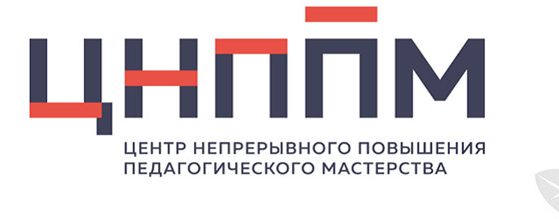 ЦНППМ
ЦЕНТР НЕПРЕРЫВНОГО ПОВЫШЕНИЯ
ПЕДАГОГИЧЕСКОГО МАСТЕРСТВА